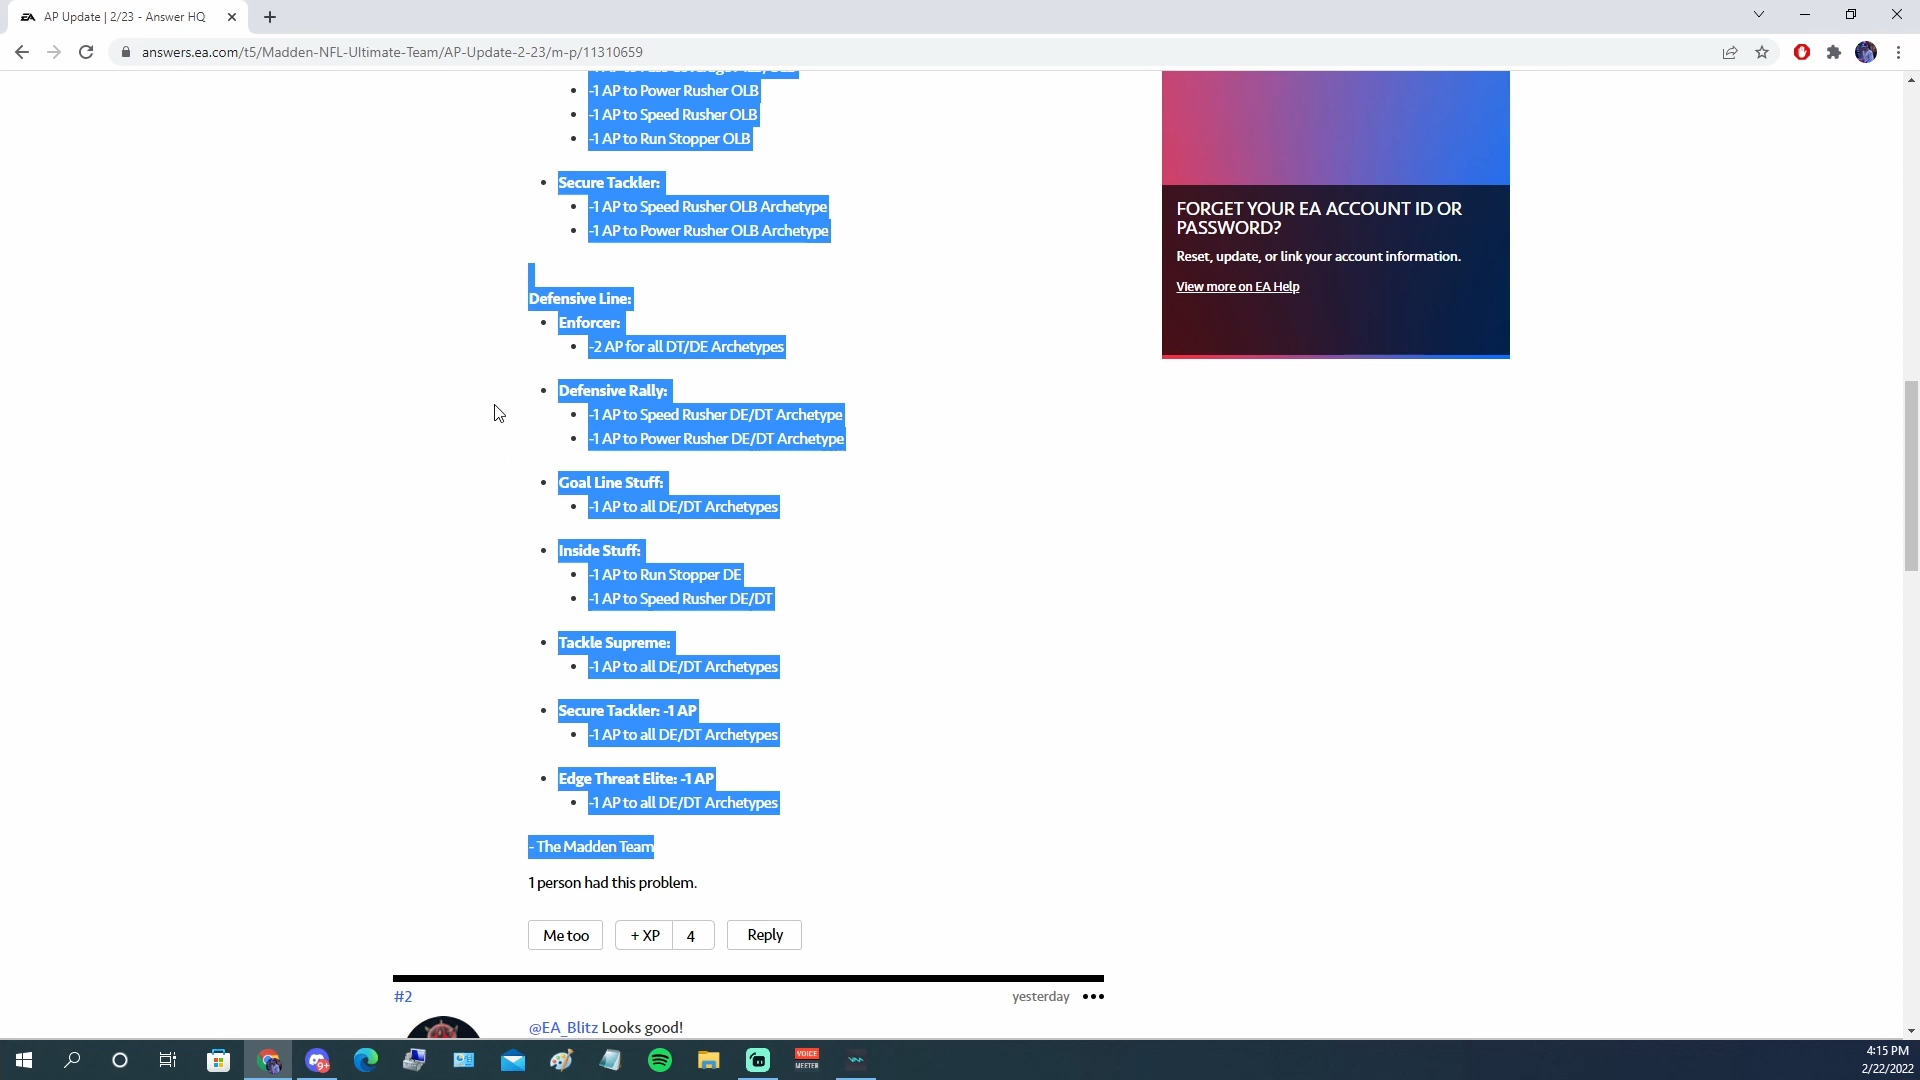 AP Update | 2/23 - Answer HQ
answers.ea.com/t5/Madden-NFL-Ultimate-Team/AP-Update-2-23/m-p/11310659
-1 AP to Power Rusher OLB
-1 AP to Speed Rusher OLB
-1 AP to Run Stopper OLB
Secure Tackler:
-1 AP to Speed Rusher OLB Archetype
-1 AP to Power Rusher OLB Archetype
Defensive Line:
Enforcer:
-2 AP for all DT/DE Archetypes
Defensive Rally:
-1 AP to Speed Rusher DE/DT Archetype
-1 AP to Power Rusher DE/DT Archetype
Goal Line Stuff:
-1 AP to all DE/DT Archetypes
Inside Stuff:
-1 AP to Run Stopper DE
-1 AP to Speed Rusher DE/DT
Tackle Supreme:
-1 AP to all DE/DT Archetypes
Secure Tackler: -1 AP
-1 AP to all DE/DT Archetypes
Edge Threat Elite: -1 AP
-1 AP to all DE/DT Archetypes
- The Madden Team
1 person had this problem.
Me too
+ XP 4
Reply
#2
yesterday
@EA_Blitz Looks good!
FORGET YOUR EA ACCOUNT ID OR
PASSWORD?
Reset, update, or link your account information.
View more on EA Help
9+
VOICE
MEETER
4:15 PM
2/22/2022